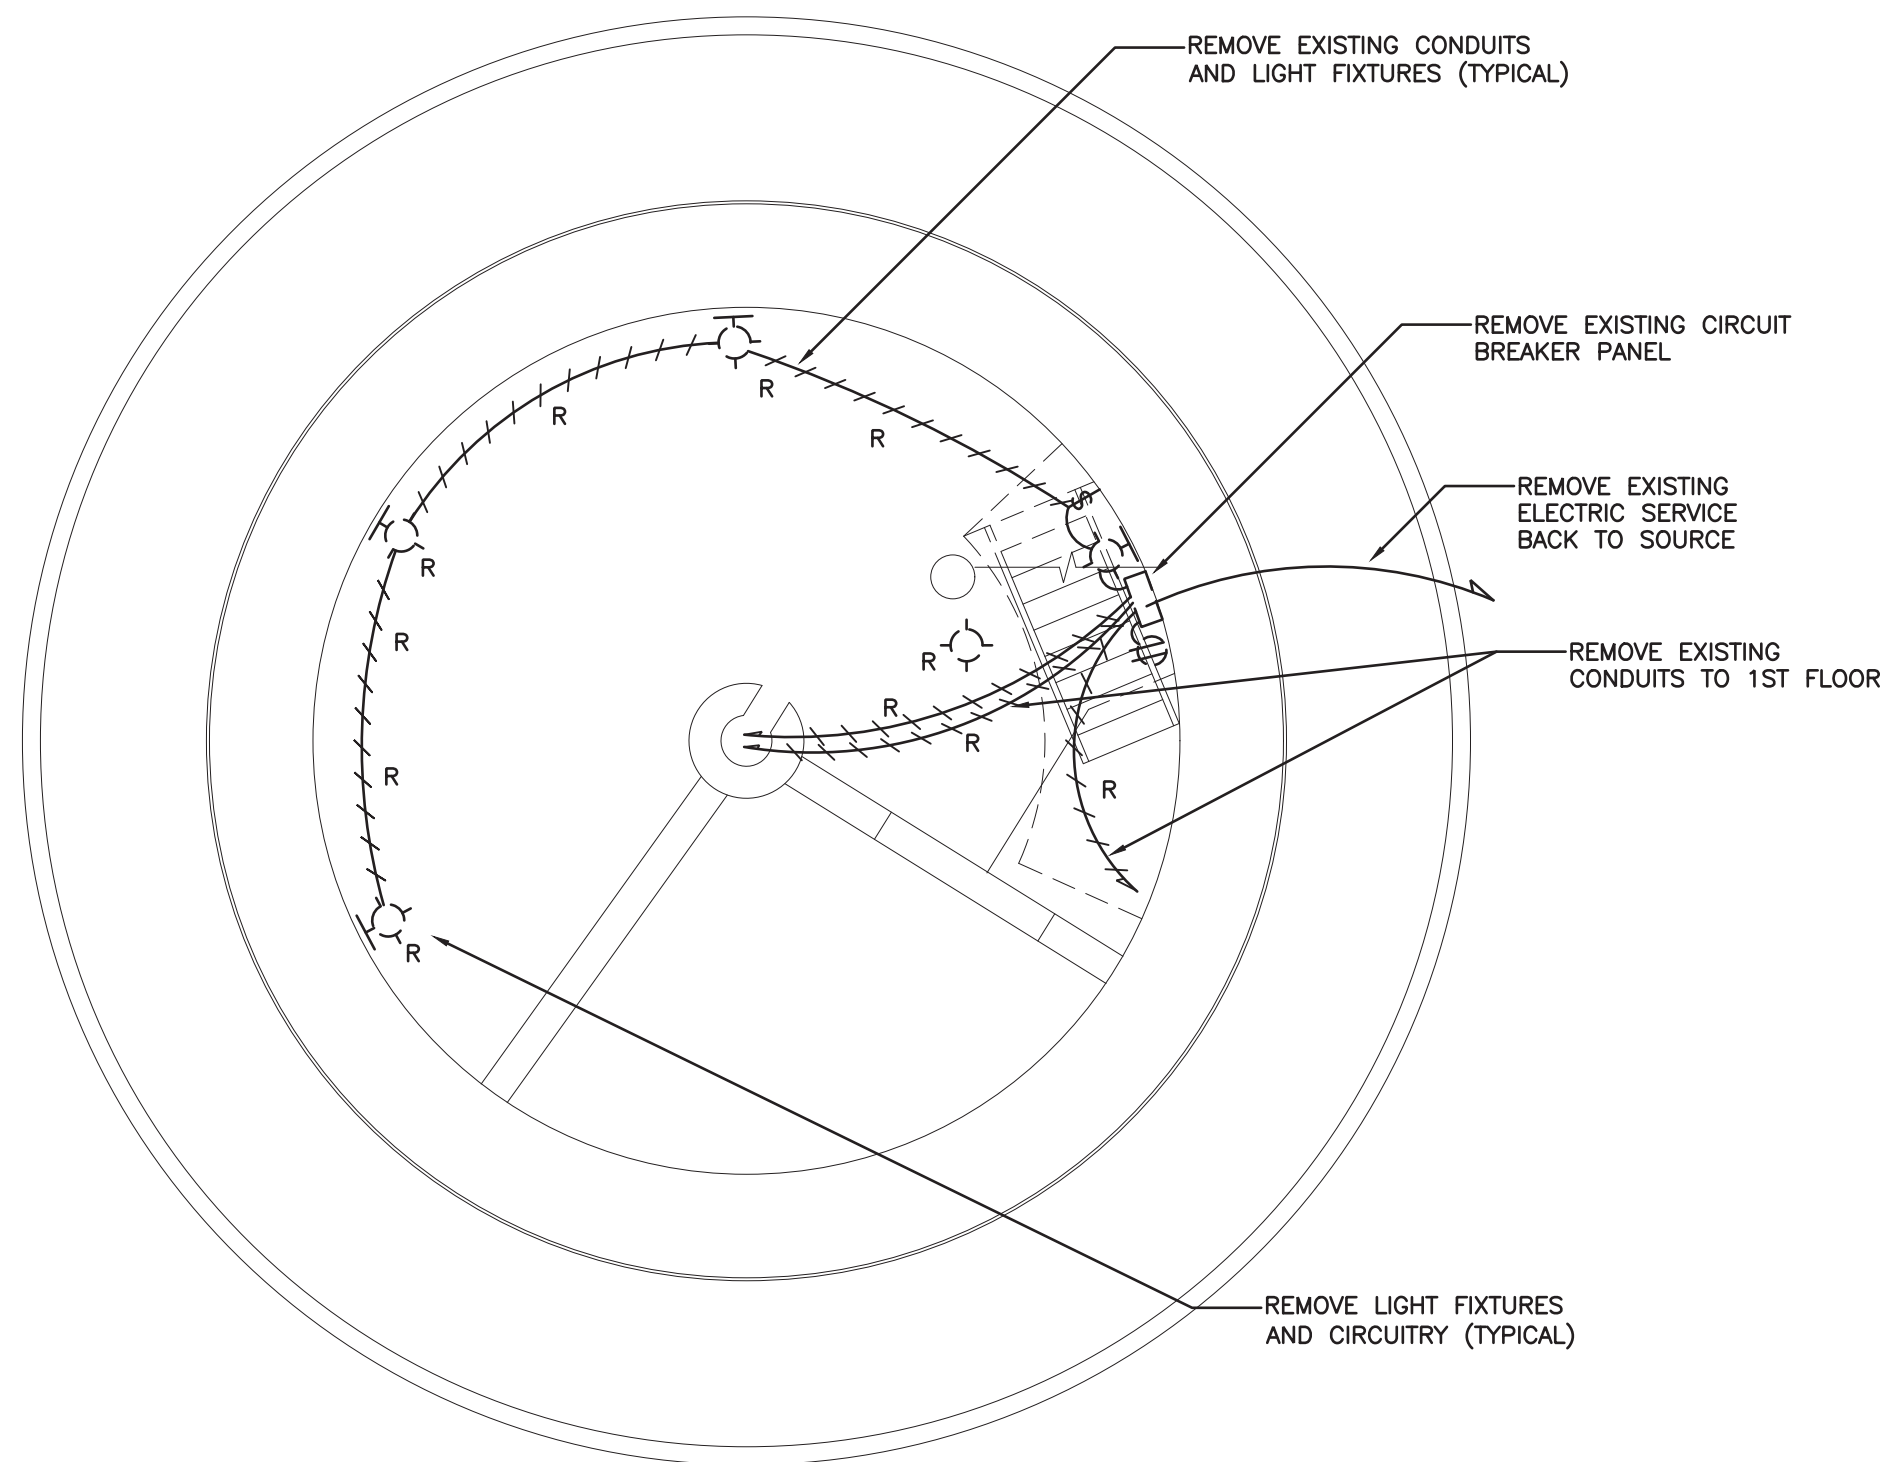 REMOVE EXISTING CONDUITS
AND LIGHT FIXTURES (TYPICAL)
REMOVE EXISTING CIRCUIT
BREAKER PANEL
R
R
R
S
REMOVE EXISTING
ELECTRIC SERVICE
BACK TO SOURCE
R
R
R
REMOVE EXISTING
CONDUITS TO 1ST FLOOR
R
R
R
R
R
REMOVE LIGHT FIXTURES
AND CIRCUITRY (TYPICAL)